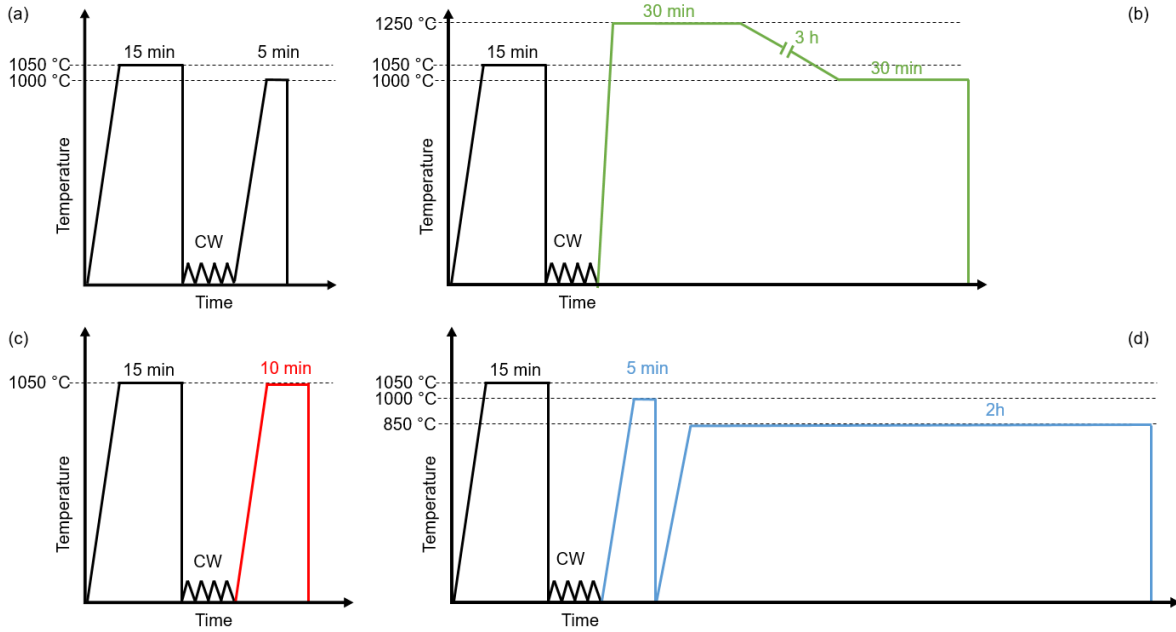 (a)
15 min
5 min
1050 °C
1000 °C
CW
Temperature
Time
(b)
1250 °C
30 min
3 h
15 min
1050 °C
1000 °C
30 min
CW
Temperature
Time
(c)
15 min
10 min
1050 °C
CW
Temperature
Time
(d)
15 min
5 min
1050 °C
1000 °C
2h
850 °C
CW
Temperature
Time